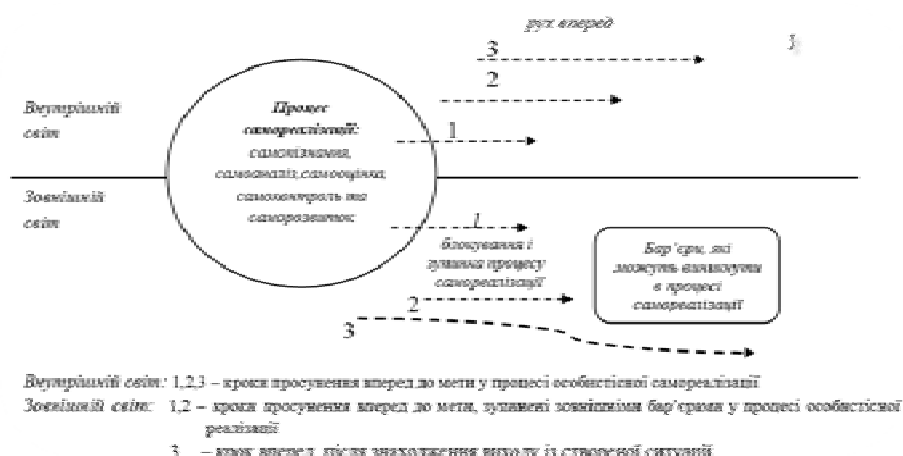 рух вперед
3
2
1
Внутрішній
світ
Процес
самореалізації:
самопізнання,
самоаналіз, самооцінка,
самоконтроль та
саморозвиток
Зовнішній
світ
1
блокування і
зупинка процесу
самореалізації
2
3
Бар’єри, які
можуть виникнути
в процесі
самореалізації
Внутрішній світ: 1,2,3 – кроки просунення вперед до мети у процесі особистісної самореалізації
Зовнішній світ: 1,2 – кроки просунення вперед до мети, зупинені зовнішніми бар’єрами у процесі особистісної
реалізації
3 – крок вперед, після знаходження виходу із створеної ситуації